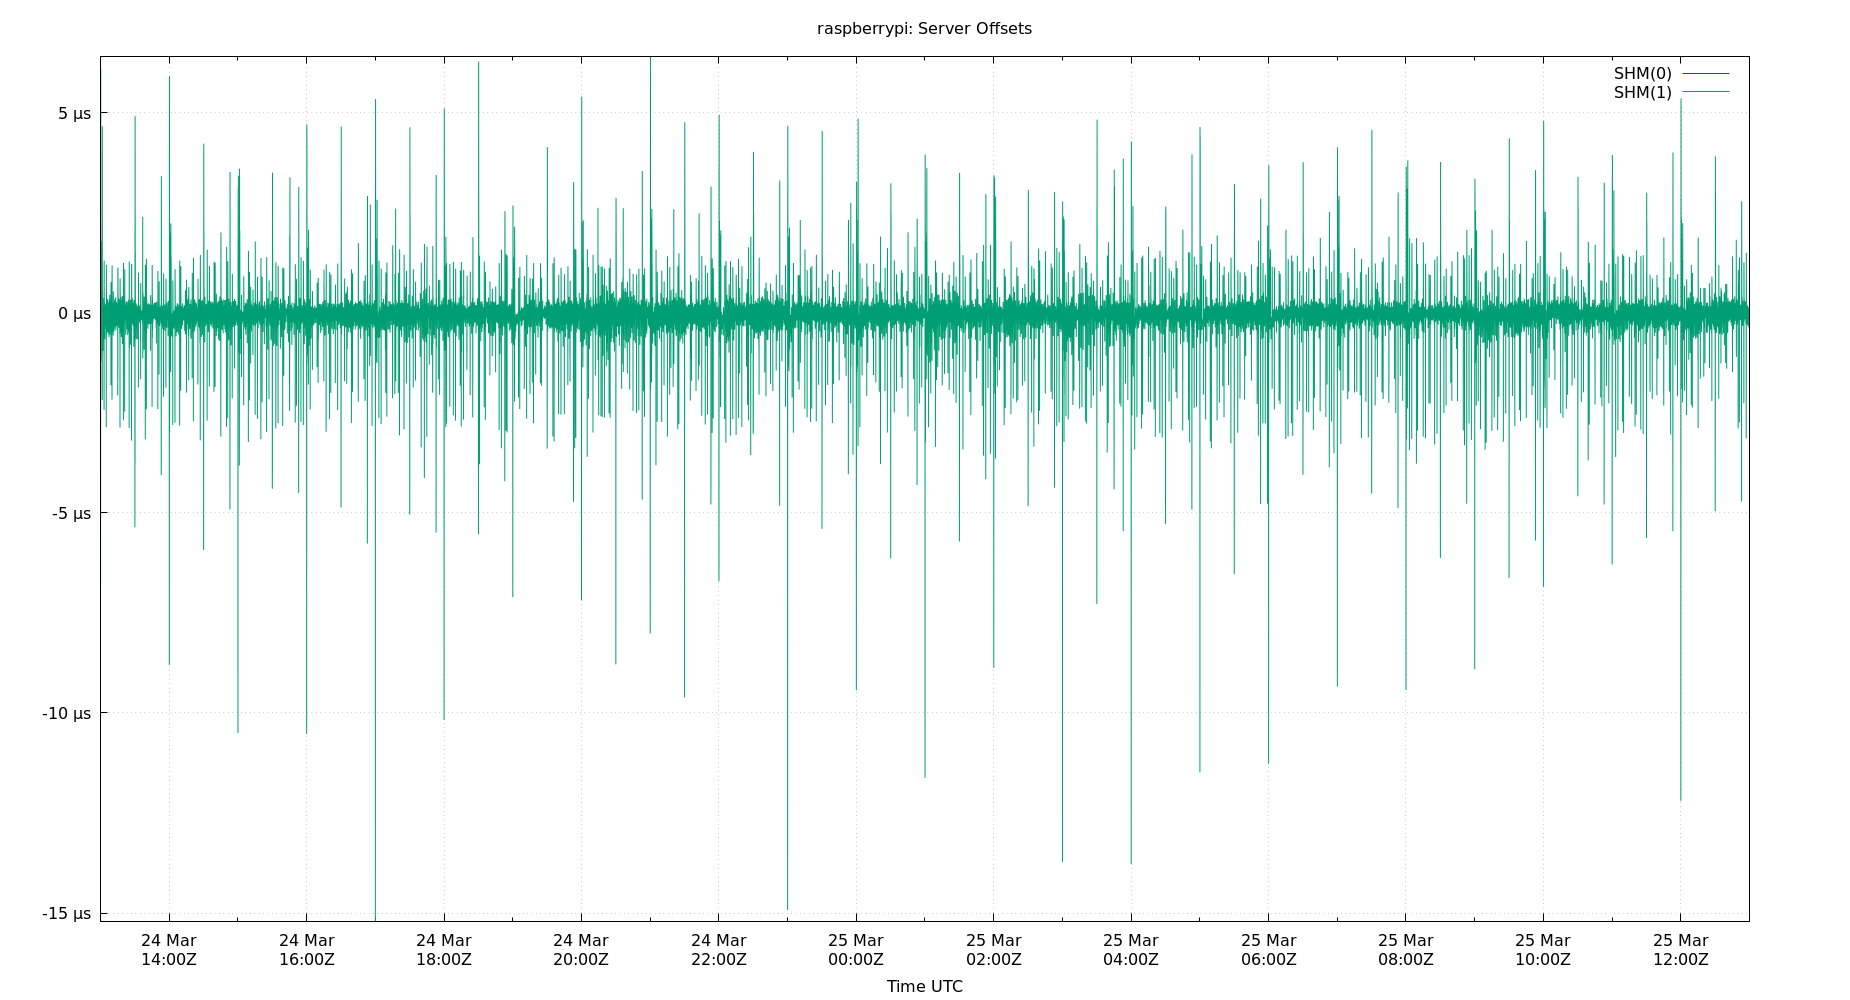 raspberrypi: Server Offsets
SHM(0)
SHM(1)
5 µs
0 µs
-5 µs
-10 µs
-15 µs
24 Mar 24 Mar 24 Mar 24 Mar 24 Mar 25 Mar 25 Mar 25 Mar 25 Mar 25 Mar 25 Mar 25 Mar
14:00Z 16:00Z 18:00Z 20:00Z 22:00Z 00:00Z 02:00Z 04:00Z 06:00Z 08:00Z 10:00Z 12:00Z
Time UTC